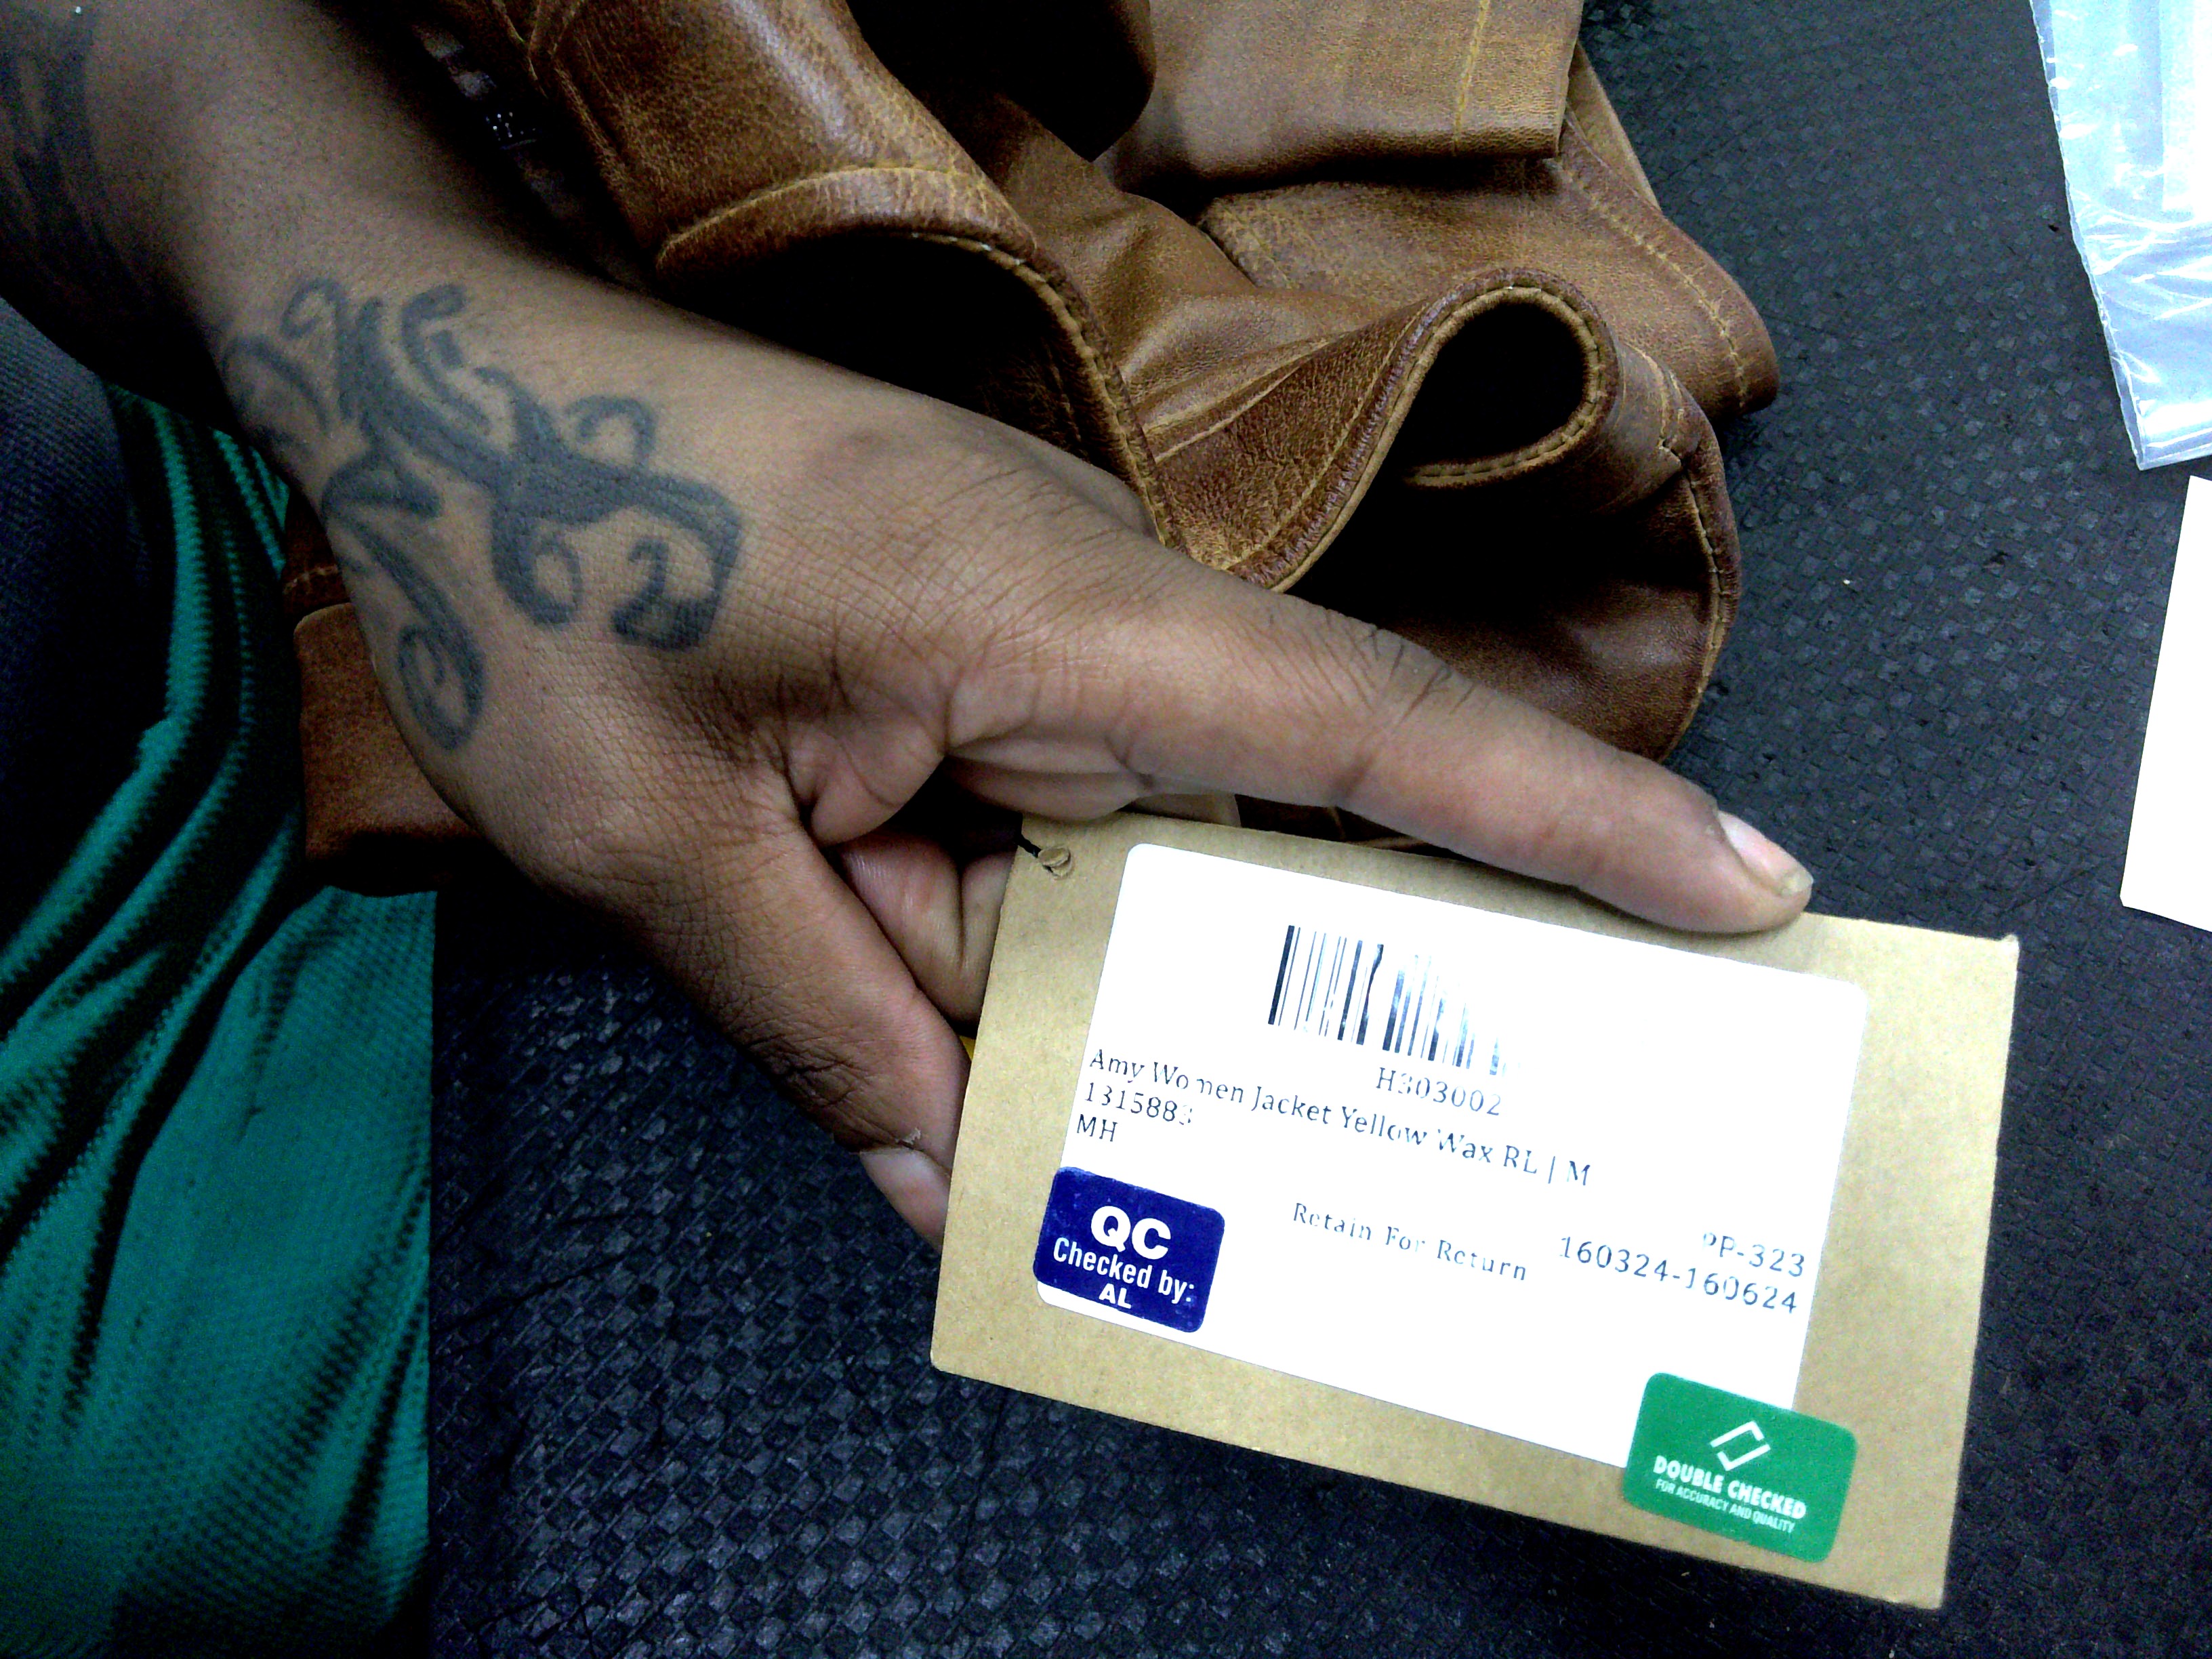 H303002
Amy Women Jacket Yellow Wax RL | M
1315883
MH
Retain For Return
PP-323
160324-160624
QC
Checked by:
AL
DOUBLE CHECKED
FOR ACCURACY AND QUALITY